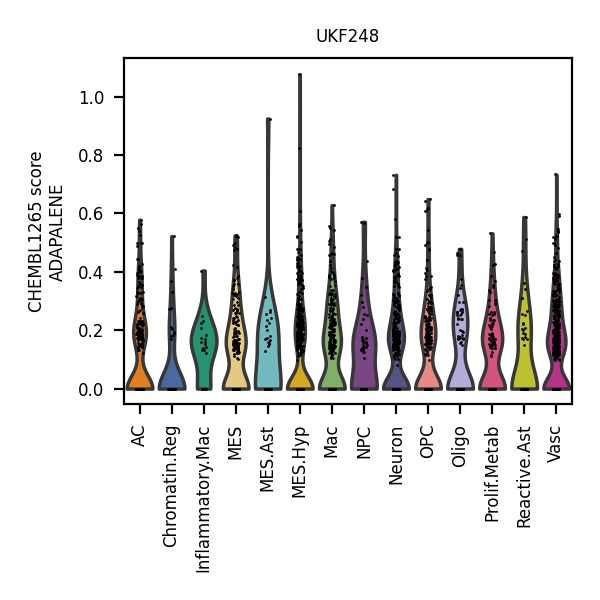 UKF248
CHEMBL1265 score
ADAPALENE
1.0
0.8
0.6
0.4
0.2
0.0
AC
Chromatin.Reg
Inflammatory.Mac
MES
MES.Ast
MES.Hyp
Mac
NPC
Neuron
OPC
Oligo
Prolif.Metab
Reactive.Ast
Vasc